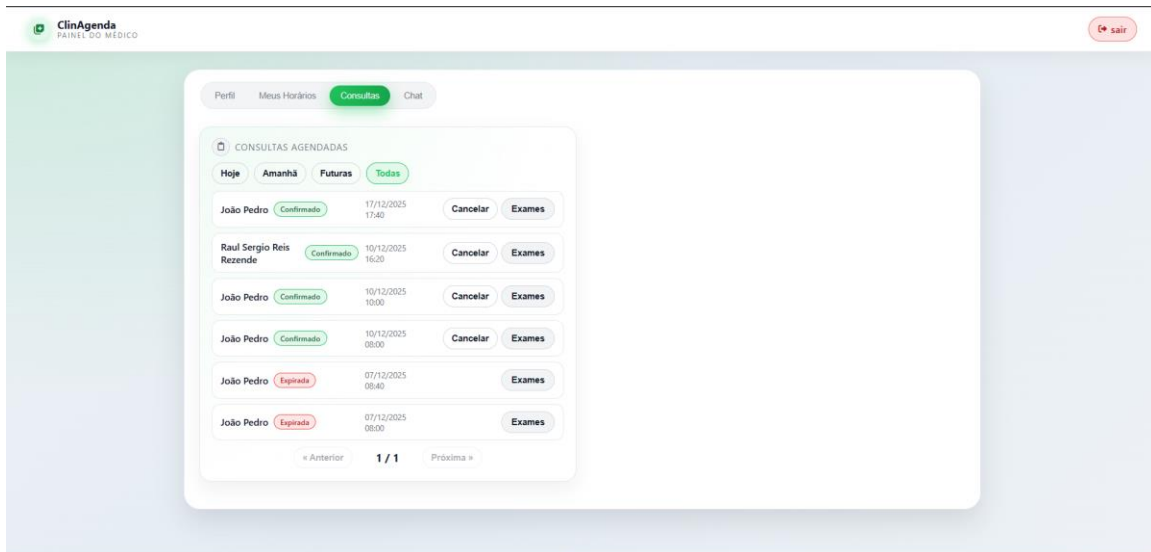 ClinAgenda
PAINEL DO MÉDICO
sair
Perfil Meus Horários Consultas Chat
CONSULTAS AGENDADAS
Hoje Amanhã Futuras Todas
João Pedro Confirmado 17/12/2025 17:40 Cancelar Exames
Raul Sergio Reis Rezende Confirmado 10/12/2025 16:20 Cancelar Exames
João Pedro Confirmado 10/12/2025 10:00 Cancelar Exames
João Pedro Confirmado 10/12/2025 08:00 Cancelar Exames
João Pedro Expirada 07/12/2025 08:40 Exames
João Pedro Expirada 07/12/2025 08:00 Exames
« Anterior 1 / 1 Próxima »